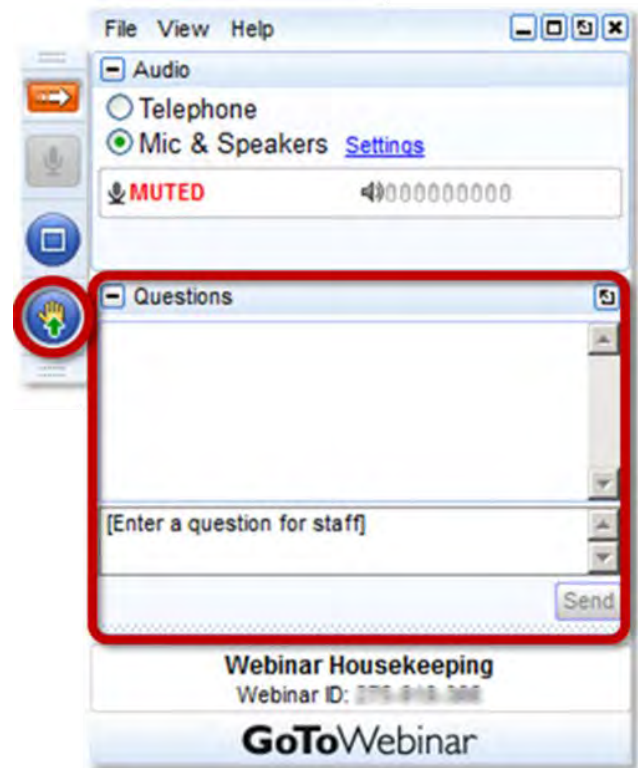 File View Help
Audio
Telephone
Mic & Speakers Settings
MUTED 000000000
Questions
[Enter a question for staff]
Send
Webinar Housekeeping
Webinar ID:
GoToWebinar